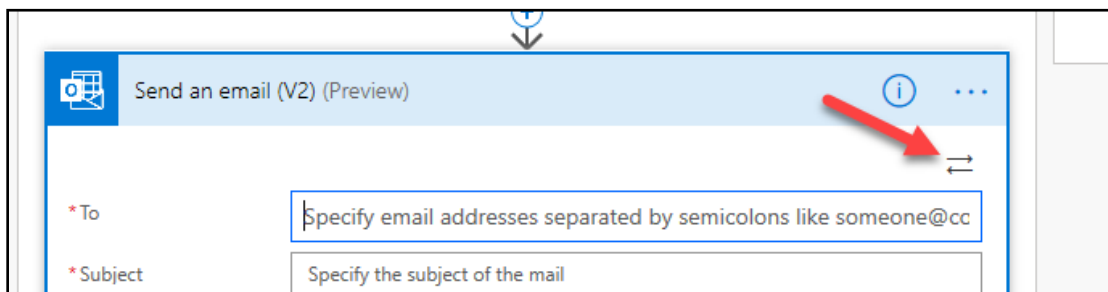 Send an email (V2) (Preview)
* To
Specify email addresses separated by semicolons like someone@cc
* Subject
Specify the subject of the mail